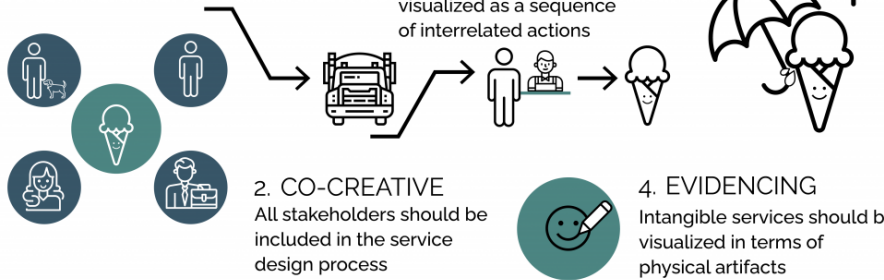 visualized as a sequence
of interrelated actions
2. CO-CREATIVE
All stakeholders should be
included in the service
design process
4. EVIDENCING
Intangible services should b
visualized in terms of
physical artifacts